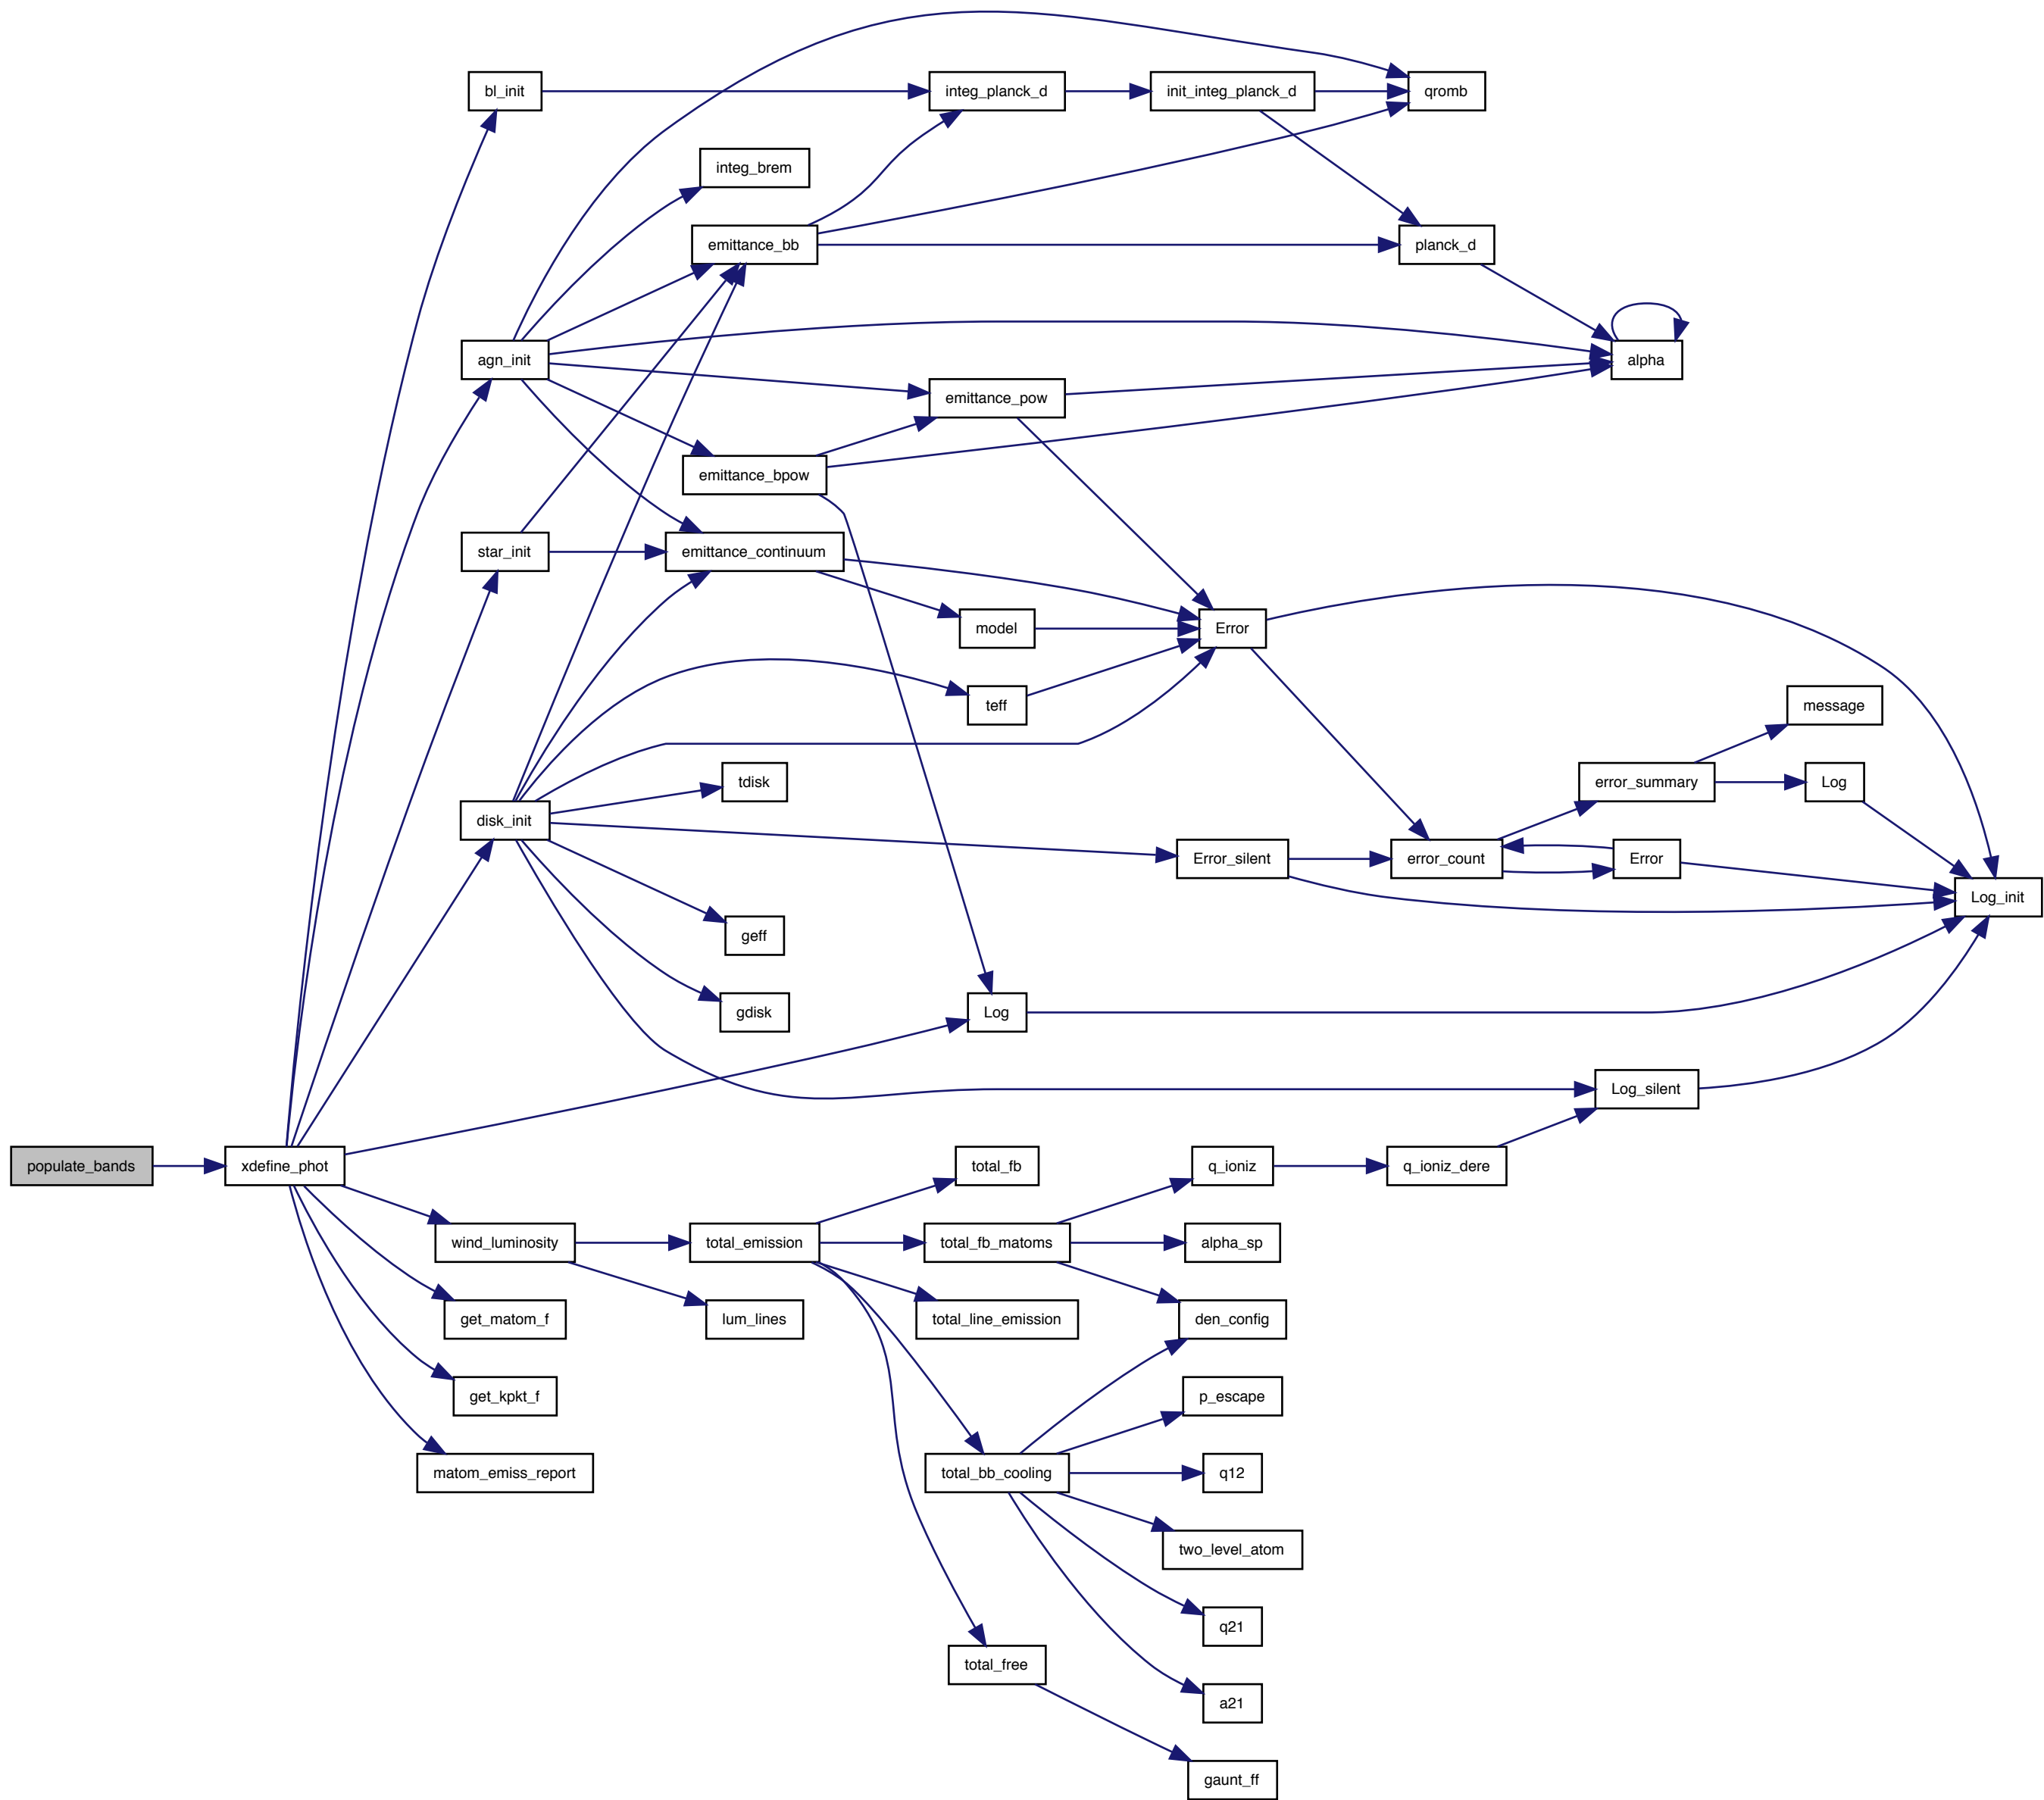 bl_init
integ_planck_d
init_integ_planck_d
qromb
integ_brem
emittance_bb
planck_d
agn_init
alpha
emittance_pow
emittance_bpow
star_init
emittance_continuum
model
Error
teff
message
tdisk
error_summary
Log
disk_init
Error_silent
error_count
Error
Log_init
geff
gdisk
Log
Log_silent
populate_bands
xdefine_phot
total_fb
q_ioniz
q_ioniz_dere
wind_luminosity
total_emission
total_fb_matoms
alpha_sp
get_matom_f
lum_lines
total_line_emission
den_config
get_kpkt_f
p_escape
matom_emiss_report
total_bb_cooling
q12
two_level_atom
q21
total_free
a21
gaunt_ff